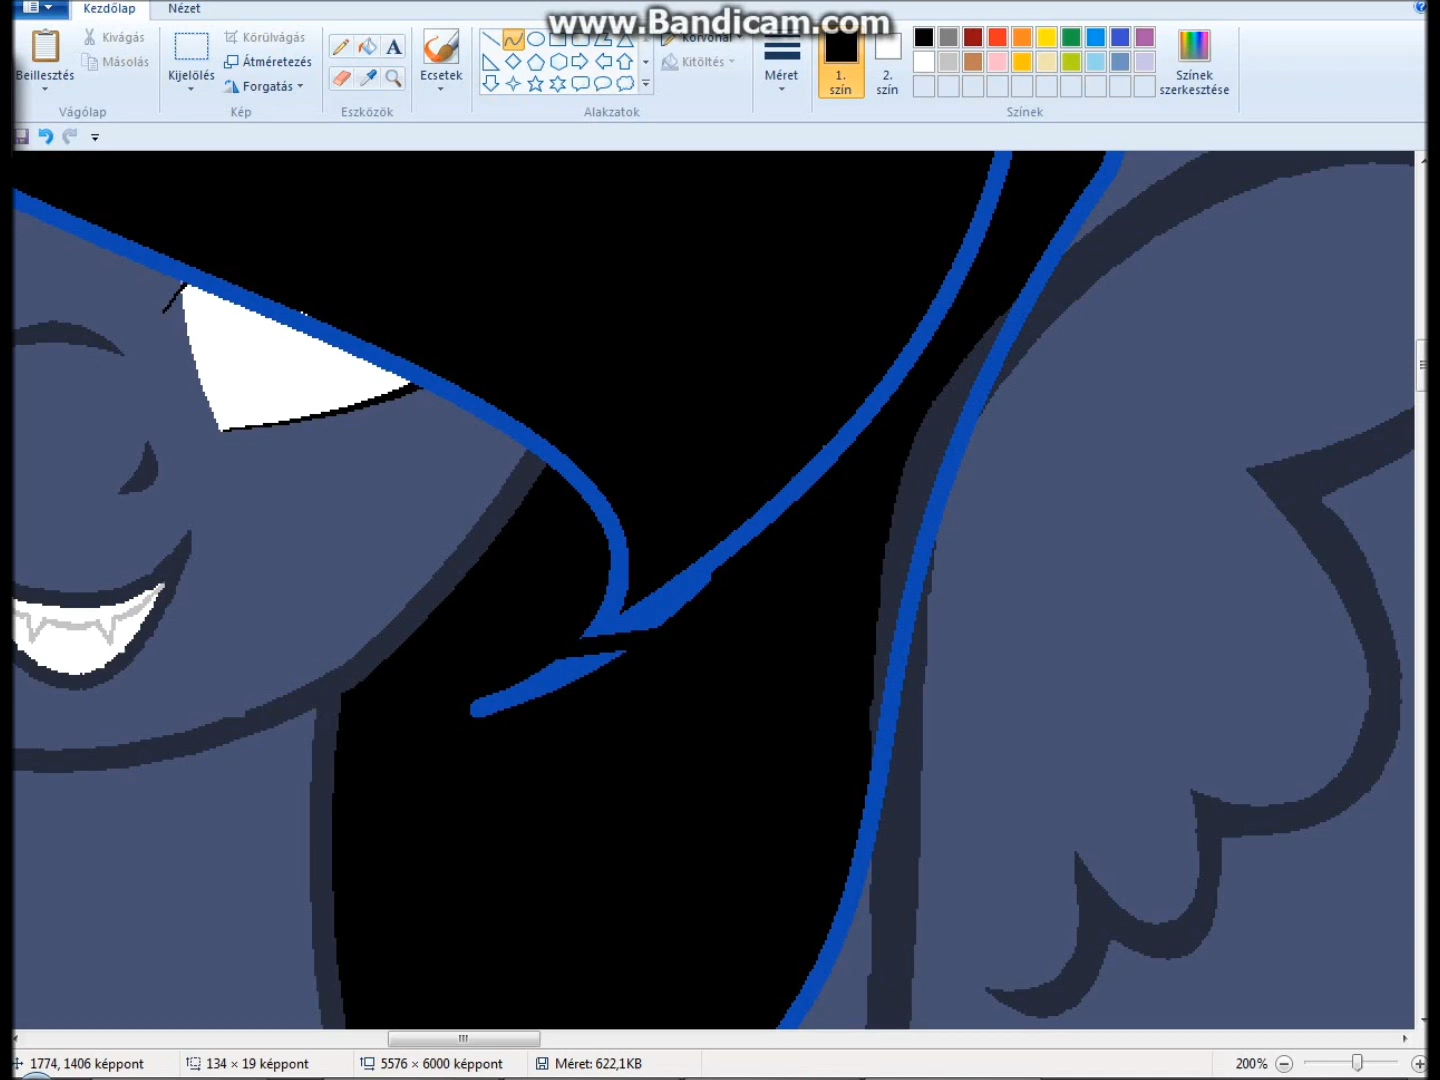 Kezdőlap
Nézet
www.Bandicam.com
Beillesztés
Kivágás
Másolás
Vágólap
Kijelölés
Körülvágás
Átméretezés
Forgatás
Kép
A
Eszközök
Ecsetek
Körvonal
Kitöltés
Alakzatok
Méret
1. szín
2. szín
Színek szerkesztése
Színek
1774, 1406 képpont
134 × 19 képpont
5576 × 6000 képpont
Méret: 622,1KB
200%